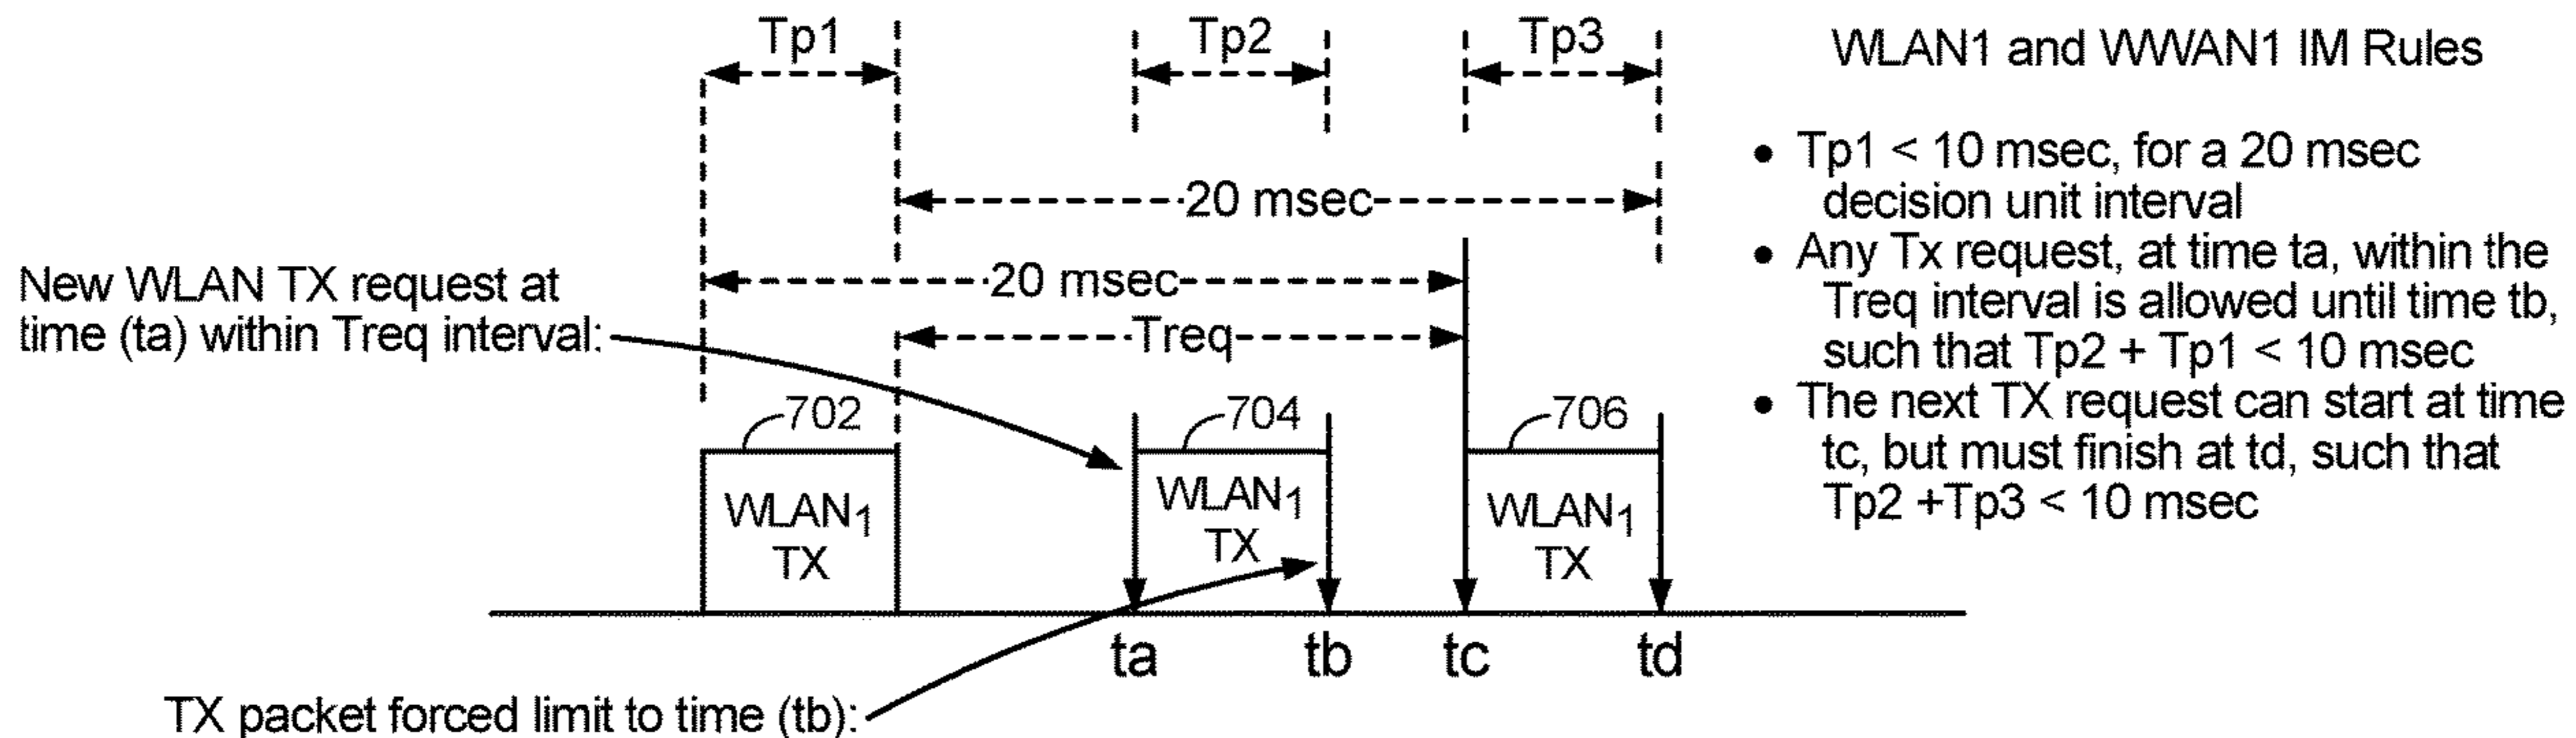 Tp1
Tp2
Tp3
WLAN1 and WWAN1 IM Rules
• Tp1 < 10 msec, for a 20 msec
decision unit interval
• Any Tx request, at time ta, within the
Treq interval is allowed until time tb,
such that Tp2 + Tp1 < 10 msec
• The next TX request can start at time
tc, but must finish at td, such that
Tp2 +Tp3 < 10 msec
20 msec
20 msec
Treq
New WLAN TX request at
time (ta) within Treq interval:
702
704
706
WLAN1
TX
WLAN1
TX
WLAN1
TX
ta
tb
tc
td
TX packet forced limit to time (tb):